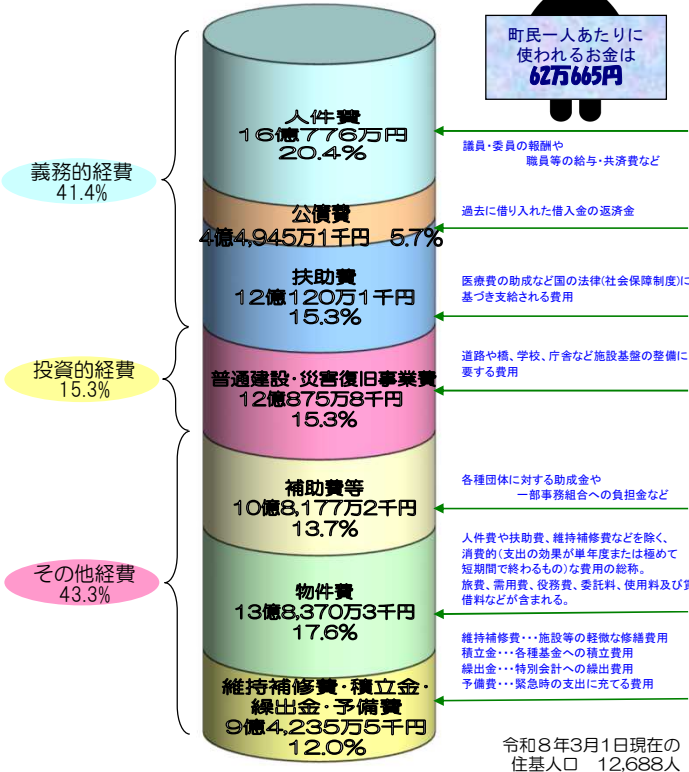 町民一人あたりに
使われるお金は
62万665円
義務的経費
41.4%
人件費
16億776万円
20.4%
議員・委員の報酬や
職員等の給与・共済費など
公債費
4億4,945万1千円 5.7%
過去に借り入れた借入金の返済金
扶助費
12億120万1千円
15.3%
医療費の助成など国の法律(社会保障制度)に
基づき支給される費用
投資的経費
15.3%
普通建設・災害復旧事業費
12億875万8千円
15.3%
道路や橋、学校、庁舎など施設基盤の整備に
要する費用
その他経費
43.3%
補助費等
10億8,177万2千円
13.7%
各種団体に対する助成金や
一部事務組合への負担金など
物件費
13億8,370万3千円
17.6%
人件費や扶助費、維持補修費などを除く、
消費的(支出の効果が単年度または極めて
短期間で終わるもの)な費用の総称。
旅費、需用費、役務費、委託料、使用料及び賃
借料などが含まれる。
維持補修費・積立金・
繰出金・予備費
9億4,235万5千円
12.0%
維持補修費・・・施設等の軽微な修繕費用
積立金・・・各種基金への積立費用
繰出金・・・特別会計への繰出費用
予備費・・・緊急時の支出に充てる費用
令和8年3月1日現在の
住基人口 12,688人